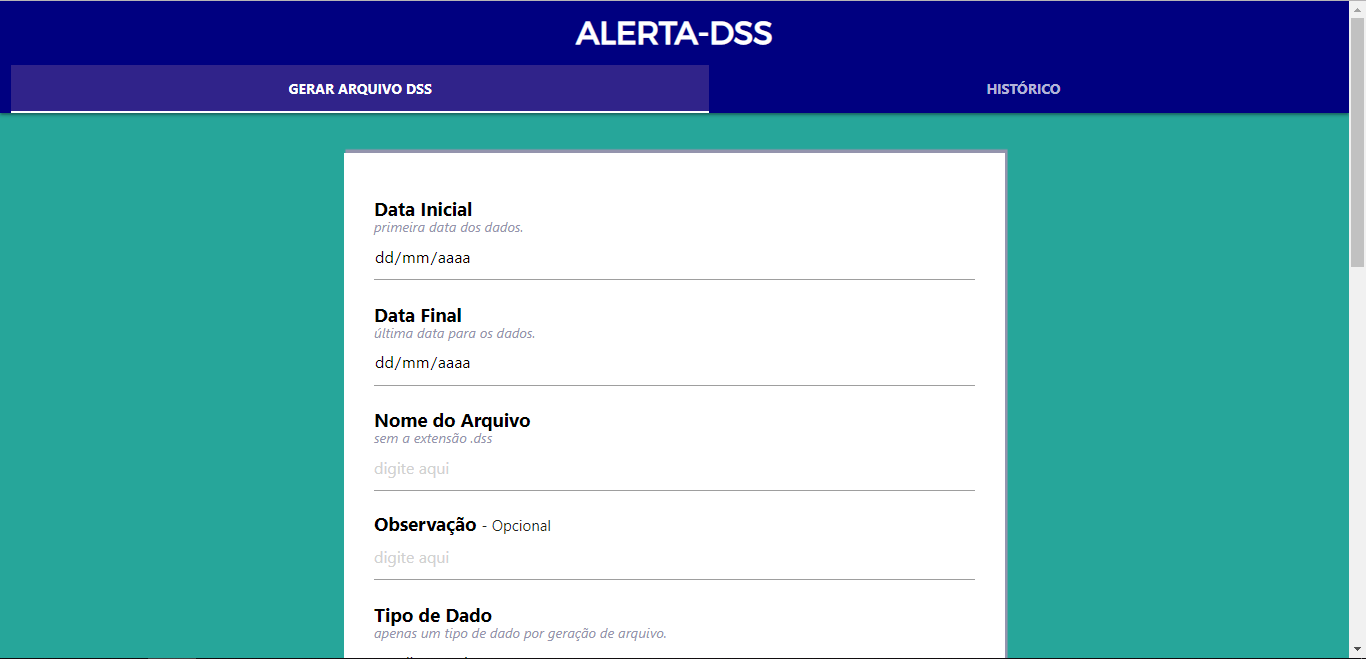 ALERTA-DSS
GERAR ARQUIVO DSS
HISTÓRICO
Data Inicial
primeira data dos dados.
dd/mm/aaaa
Data Final
última data para os dados.
dd/mm/aaaa
Nome do Arquivo
sem a extensão .dss
digite aqui
Observação - Opcional
digite aqui
Tipo de Dado
apenas um tipo de dado por geração de arquivo.